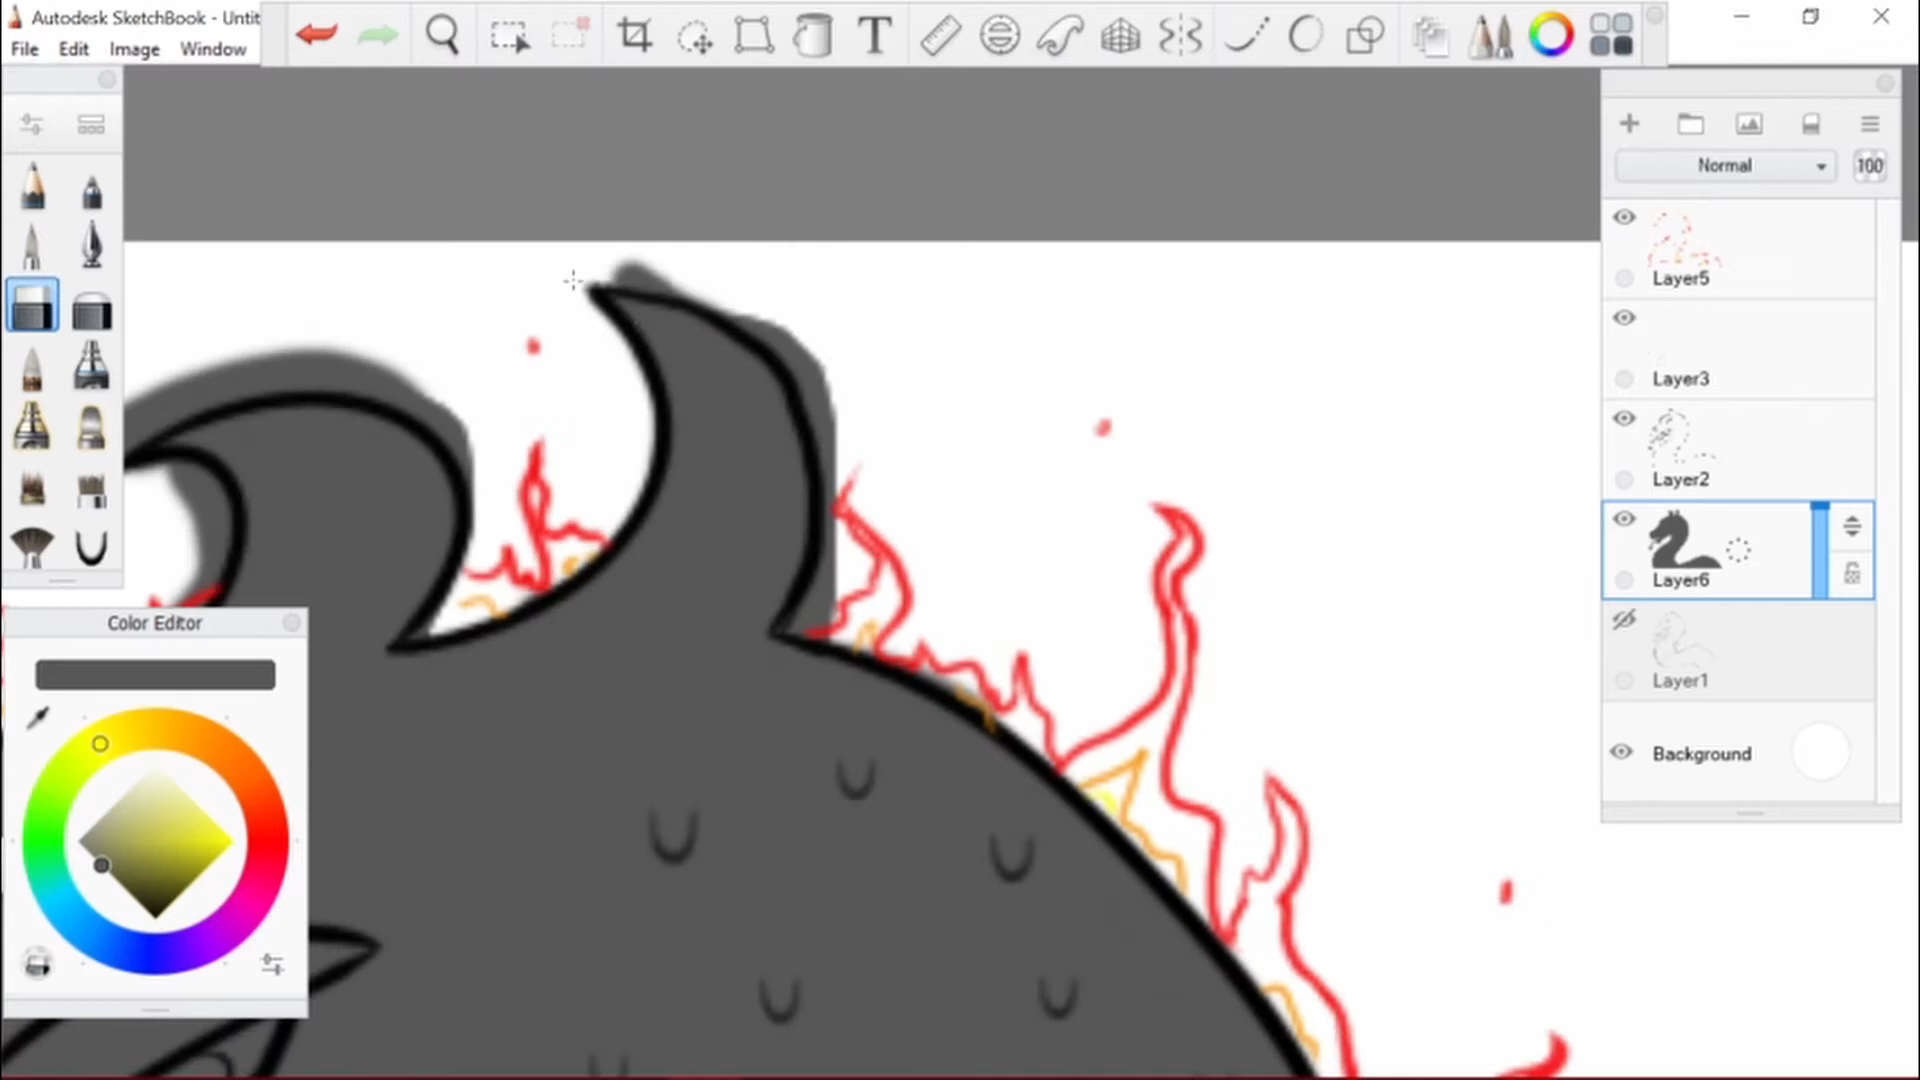 Autodesk SketchBook - Untit
File Edit Image Window
T
Normal 100
Layer5
Layer3
Layer2
Layer6
Layer1
Background
Color Editor